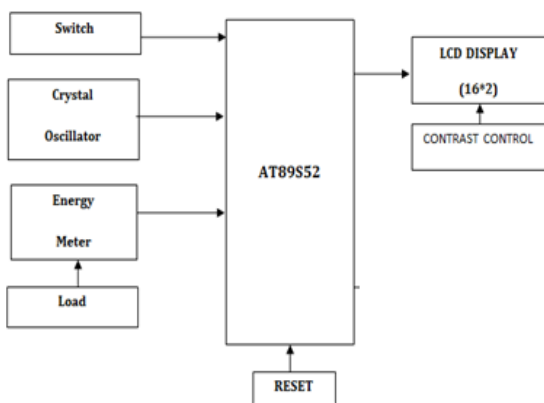 Switch
Crystal
Oscillator
Energy
Meter
Load
AT89S52
RESET
LCD DISPLAY
(16*2)
CONTRAST CONTROL